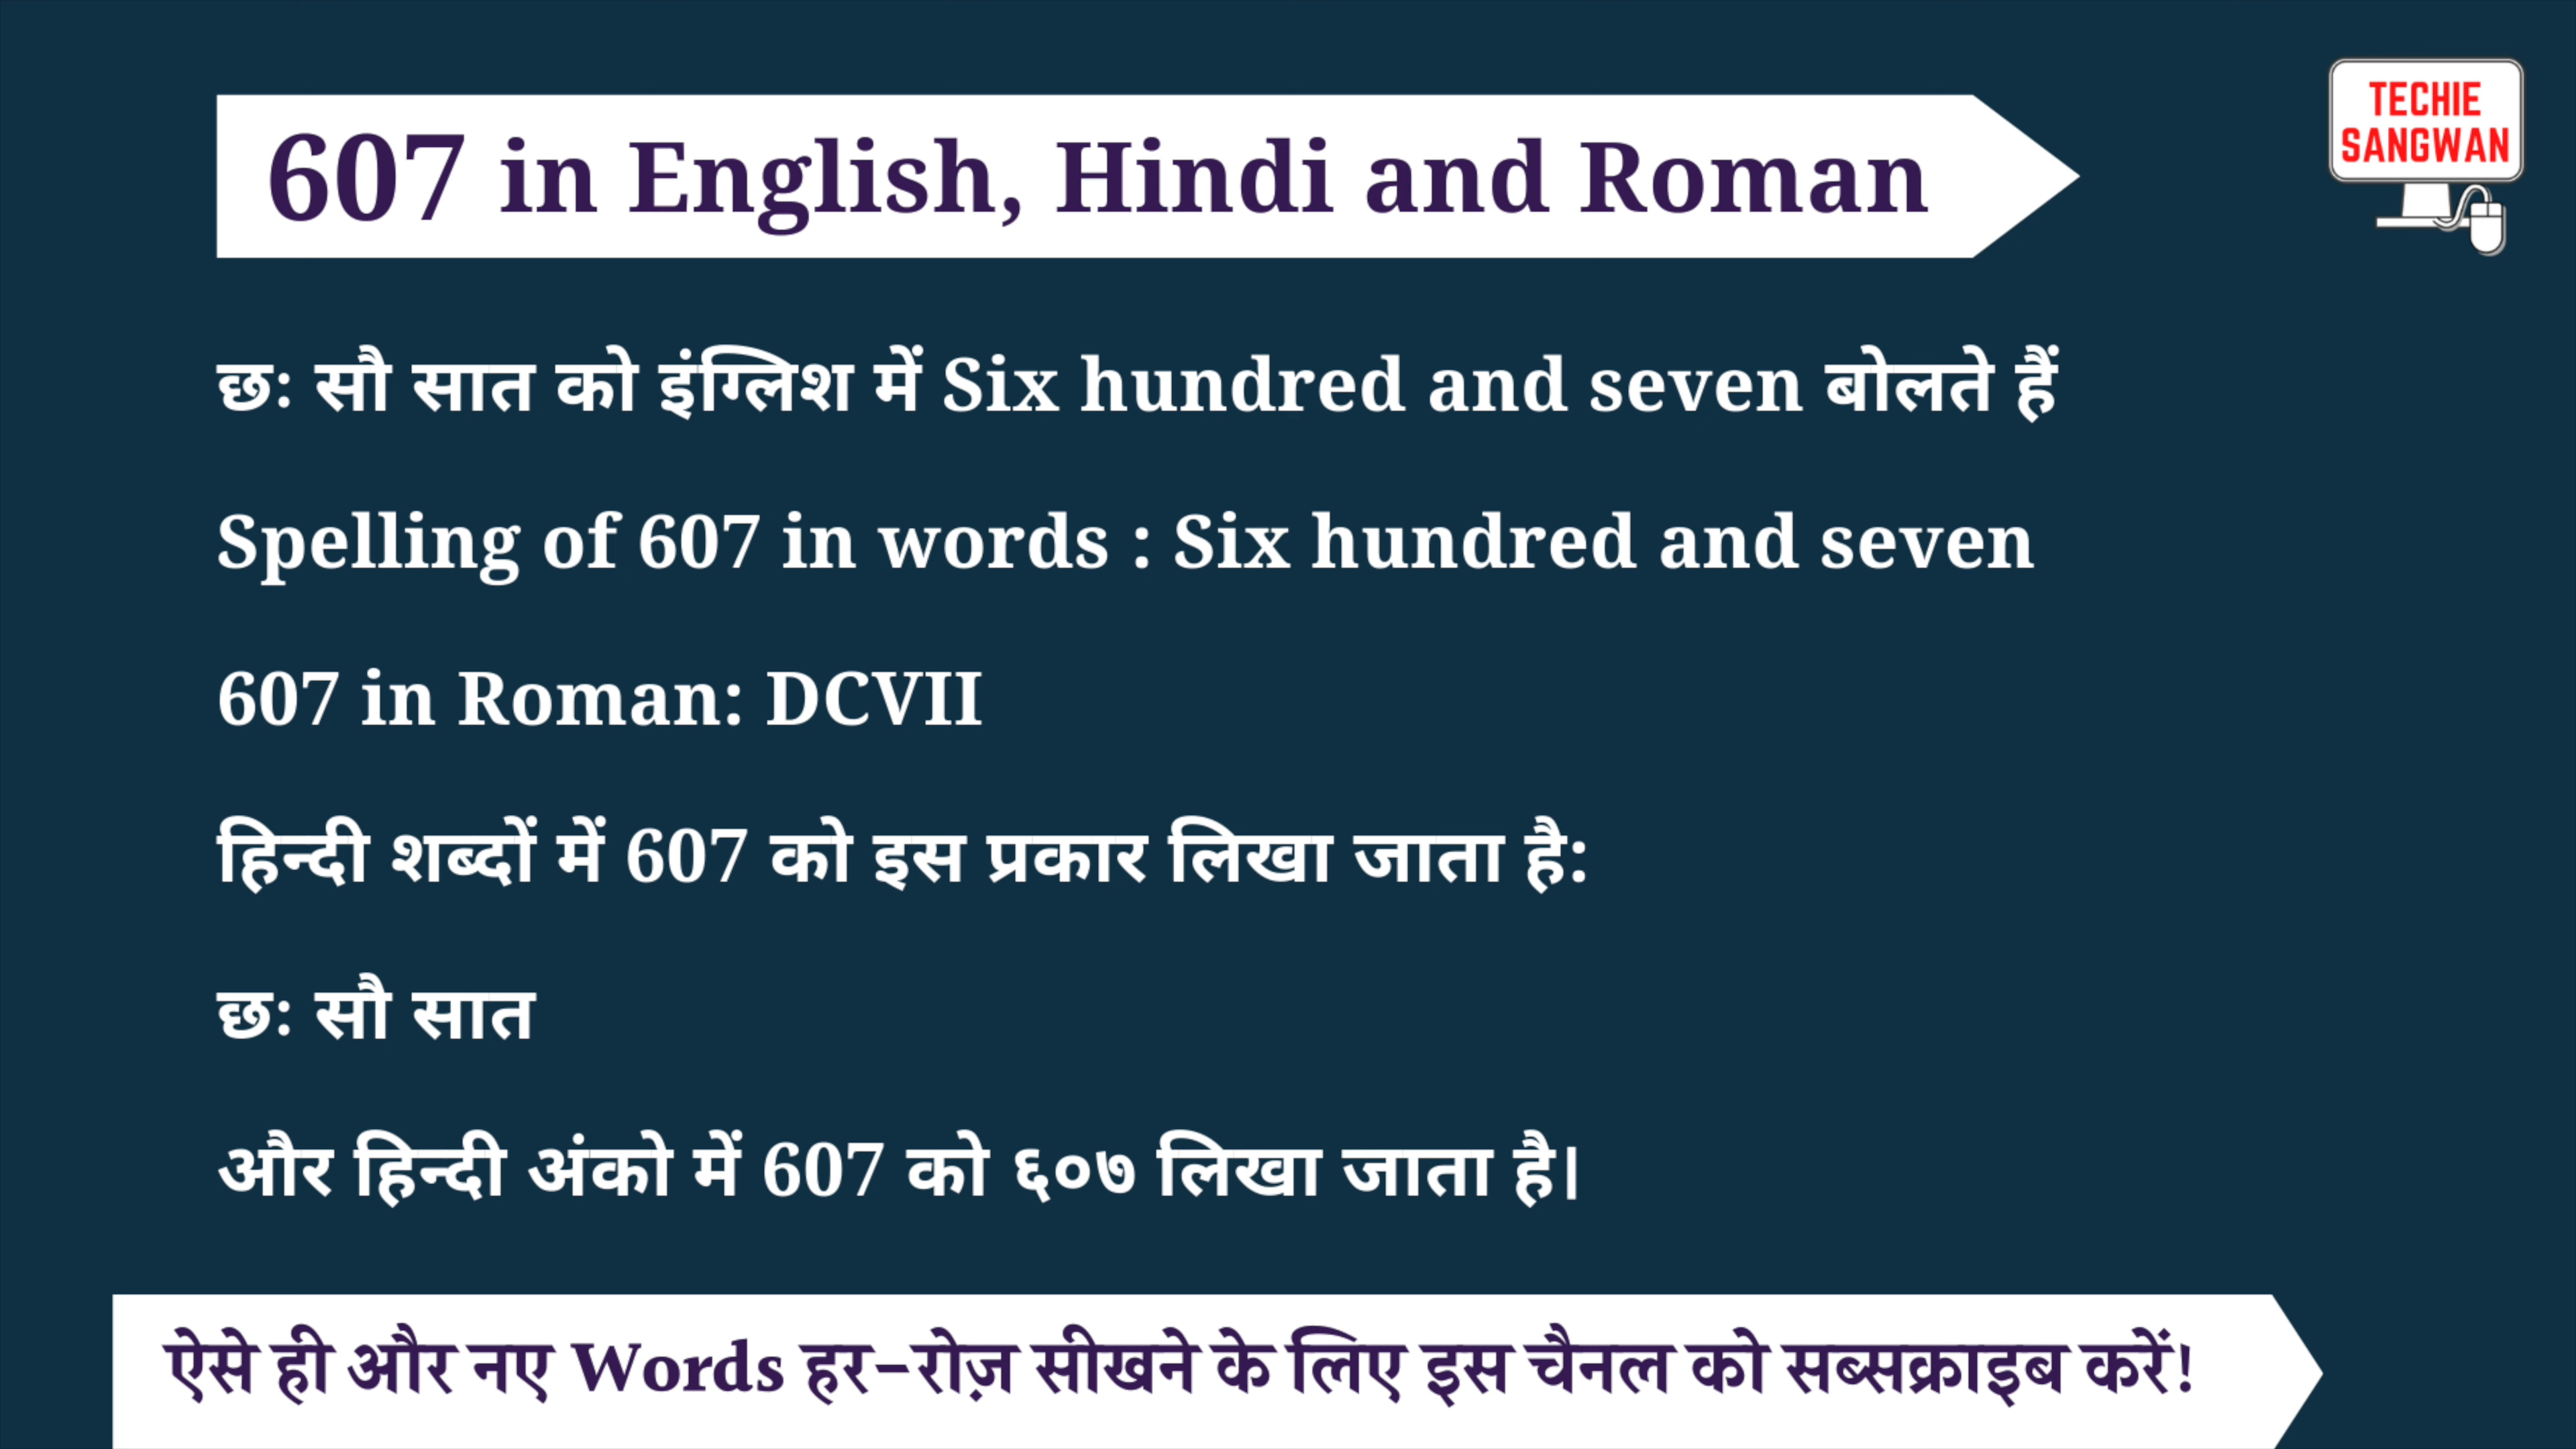 607 in English, Hindi and Roman
TECHIE
SANGWAN
छः सौ सात को इंग्लिश में Six hundred and seven बोलते हैं
Spelling of 607 in words : Six hundred and seven
607 in Roman: DCVII
हिन्दी शब्दों में 607 को इस प्रकार लिखा जाता है:
छः सौ सात
और हिन्दी अंको में 607 को ६०७ लिखा जाता है।
ऐसे ही और नए Words हर-रोज़ सीखने के लिए इस चैनल को सब्सक्राइब करें!